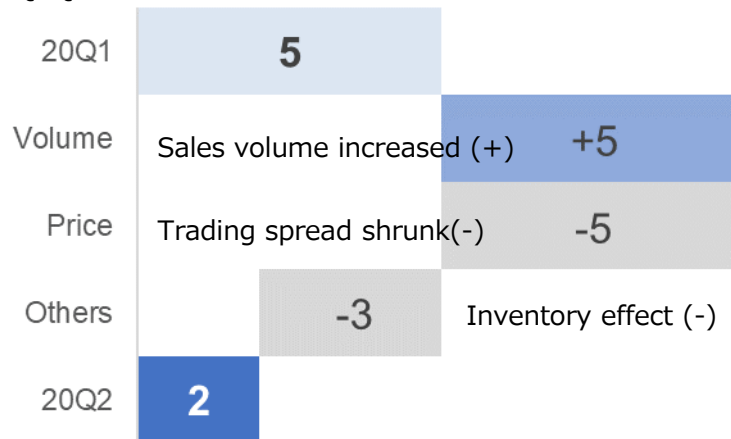 20Q1 5
Volume Sales volume increased (+) +5
Price Trading spread shrunk(-) -5
Others -3 Inventory effect (-)
20Q2 2